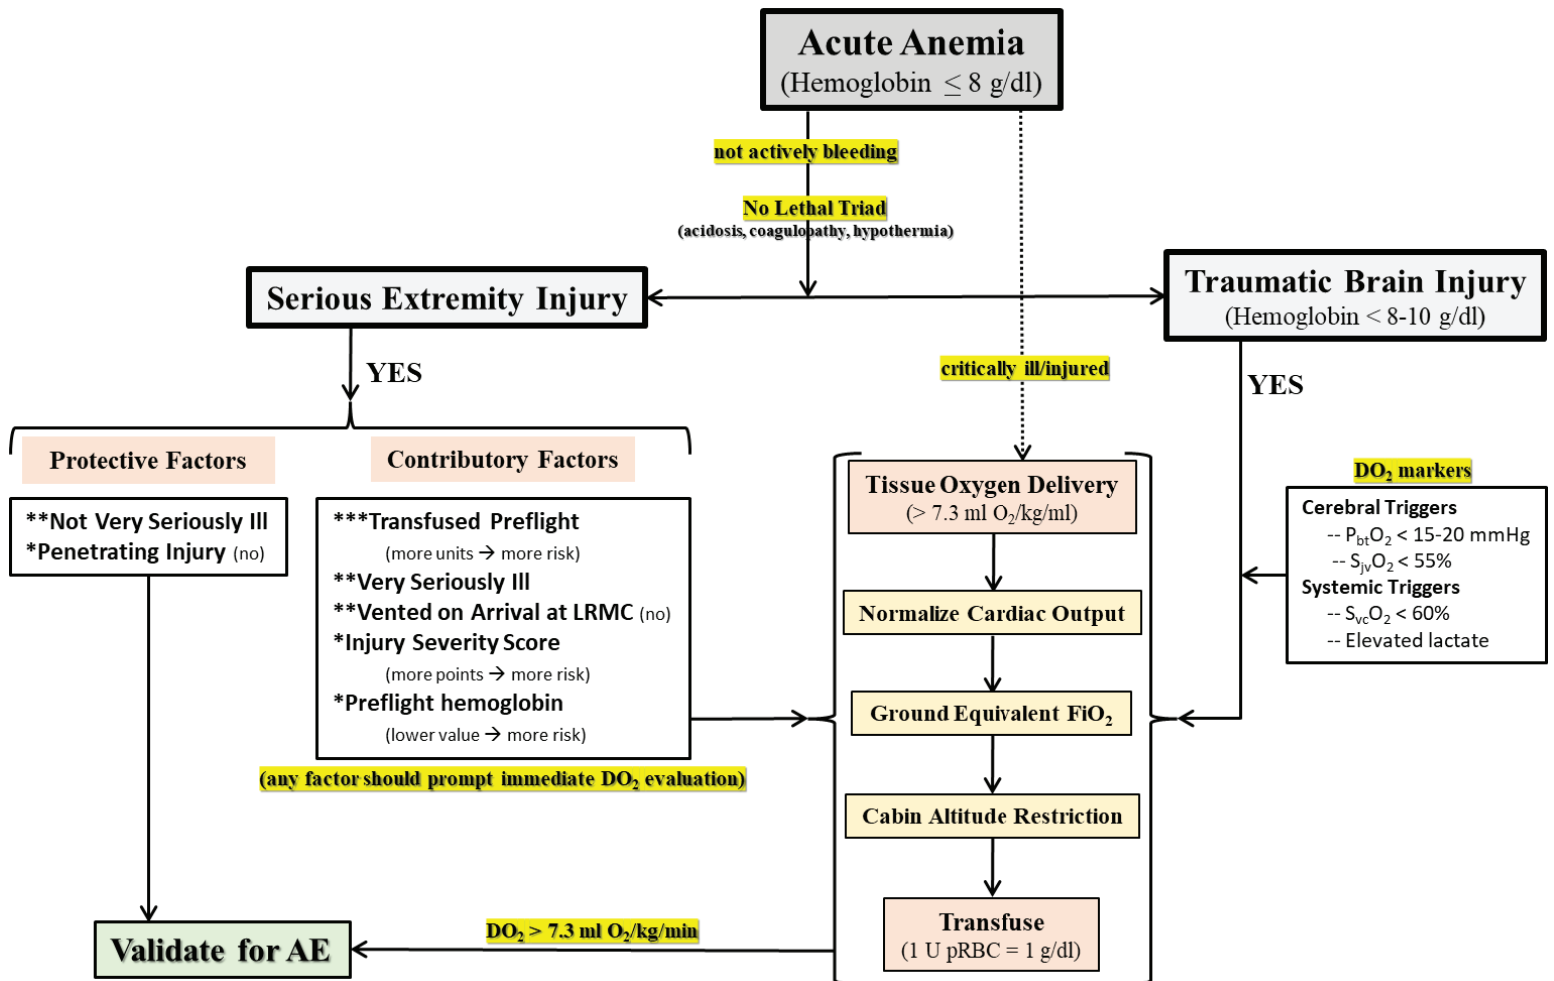 Acute Anemia
(Hemoglobin ≤ 8 g/dl)
not actively bleeding
No Lethal Triad
(acidosis, coagulopathy, hypothermia)
Serious Extremity Injury
Traumatic Brain Injury
(Hemoglobin < 8-10 g/dl)
YES
critically ill/injured
YES
Protective Factors
**Not Very Seriously Ill
*Penetrating Injury (no)
Contributory Factors
***Transfused Preflight
(more units → more risk)
**Very Seriously Ill
**Vented on Arrival at LRMC (no)
*Injury Severity Score
(more points → more risk)
*Preflight hemoglobin
(lower value → more risk)
(any factor should prompt immediate DO₂ evaluation)
Tissue Oxygen Delivery
(> 7.3 ml O₂/kg/ml)
Normalize Cardiac Output
Ground Equivalent FiO₂
Cabin Altitude Restriction
Transfuse
(1 U pRBC = 1 g/dl)
DO₂ markers
Cerebral Triggers
-- PbtO₂ < 15-20 mmHg
-- SjvO₂ < 55%
Systemic Triggers
-- SvcO₂ < 60%
-- Elevated lactate
DO₂ > 7.3 ml O₂/kg/min
Validate for AE